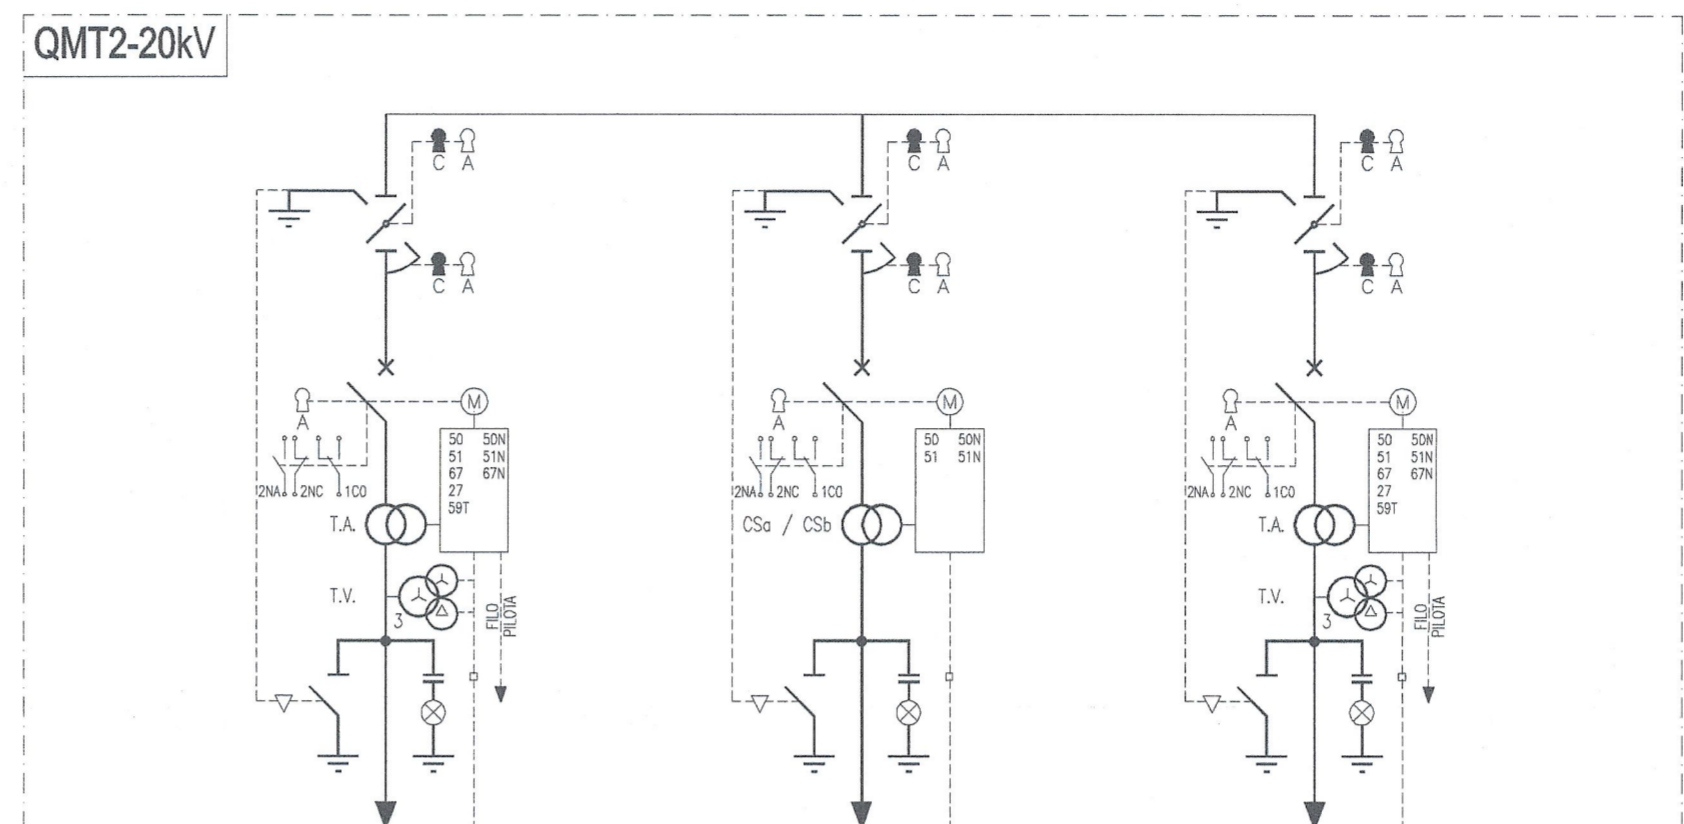 QMT2-20kV
C A
C A
C A
C A
C A
C A
A
M
A
M
A
M
50 50N
51 51N
67 67N
27
59T
50 50N
51 51N
50 50N
51 51N
67 67N
27
59T
2NA 2NC 1CO
2NA 2NC 1CO
2NA 2NC 1CO
T.A.
CSa / CSb
T.A.
T.V.
3
FILO
PILOTA
T.V.
3
FILO
PILOTA